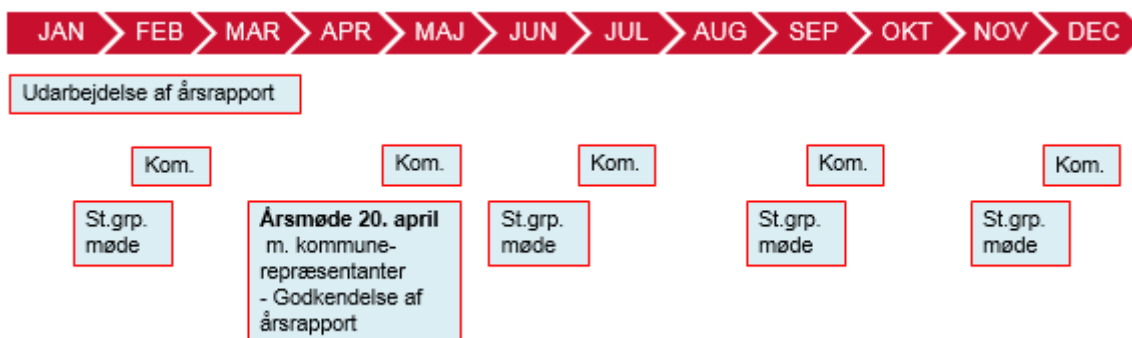 JAN FEB MAR APR MAJ JUN JUL AUG SEP OKT NOV DEC
Udarbejdelse af årsrapport
Kom. Kom. Kom. Kom. Kom.
St.grp.
møde
Årsmøde 20. april
m. kommune-
repræsentanter
- Godkendelse af
årsrapport
St.grp.
møde
St.grp.
møde
St.grp.
møde